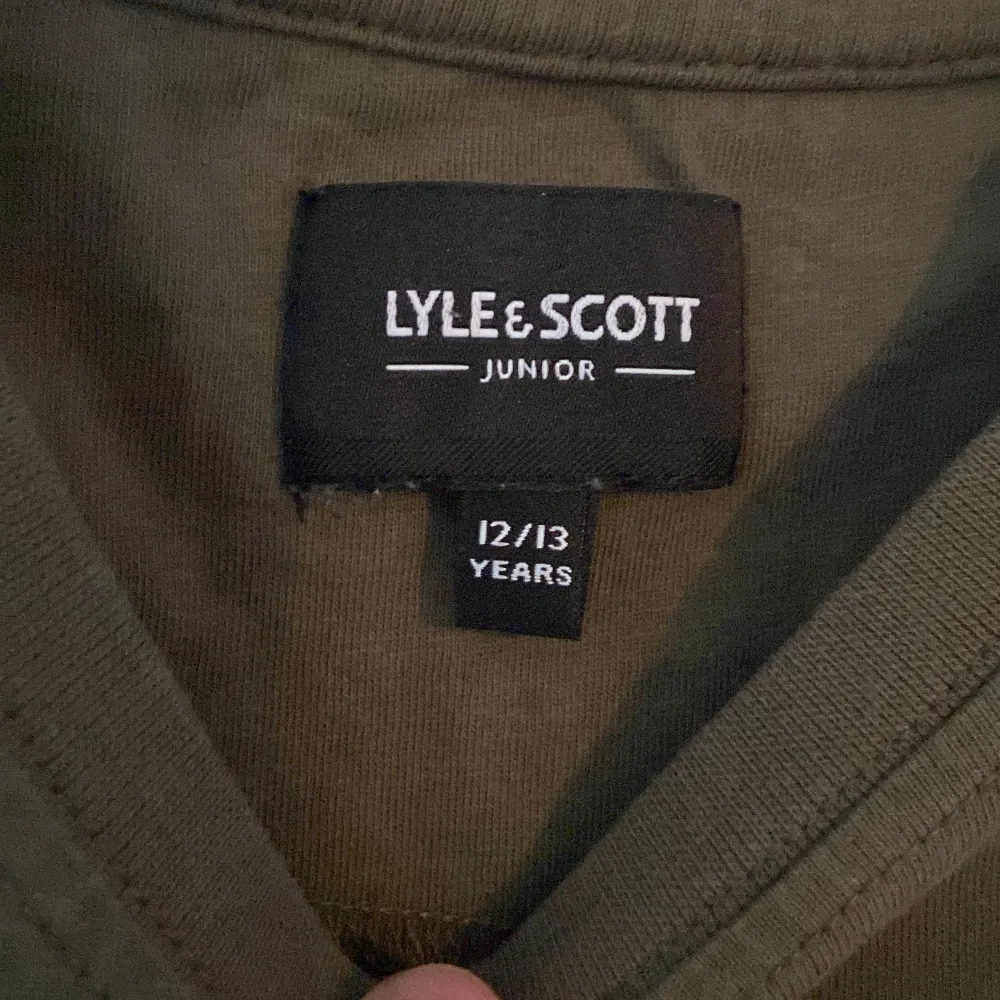 LYLE & SCOTT
JUNIOR
12/13
YEARS